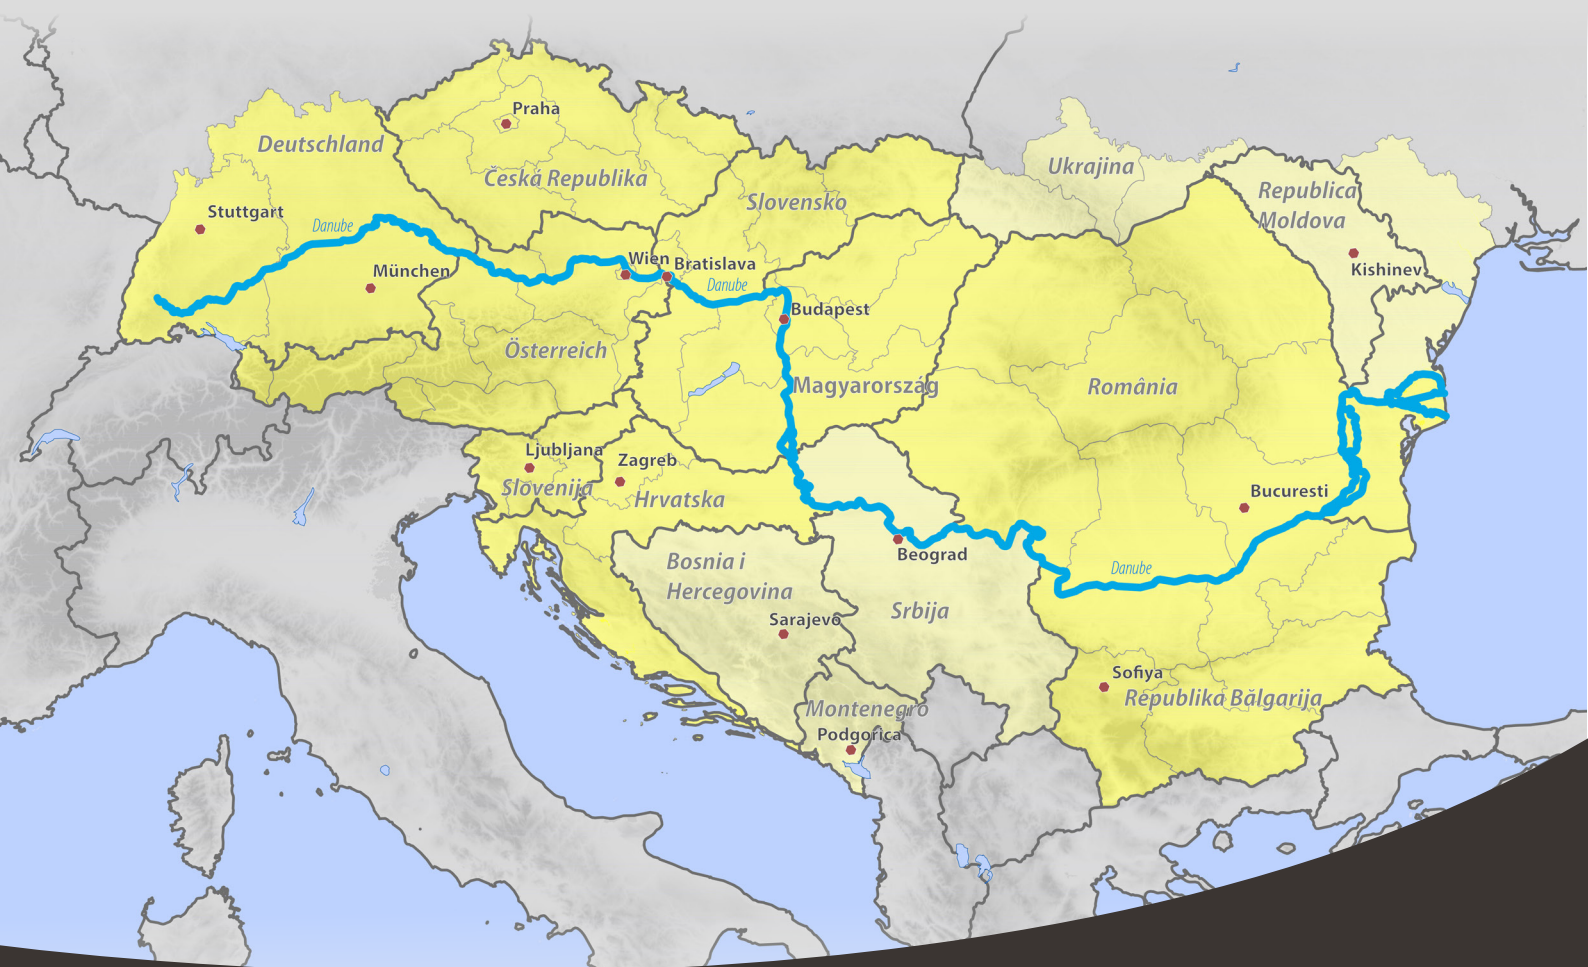 Praha
Deutschland
Česká Republika
Ukrajina
Republica
Moldova
Slovensko
Stuttgart
Danube
Wien
Bratislava
München
Kishinev
Danube
Budapest
Österreich
Magyarország
România
Ljubljana
Zagreb
Slovenija
Hrvatska
Bucuresti
Beograd
Bosnia i
Hercegovina
Danube
Srbija
Sarajevo
Sofiya
Republika Bălgarija
Montenegro
Podgorica